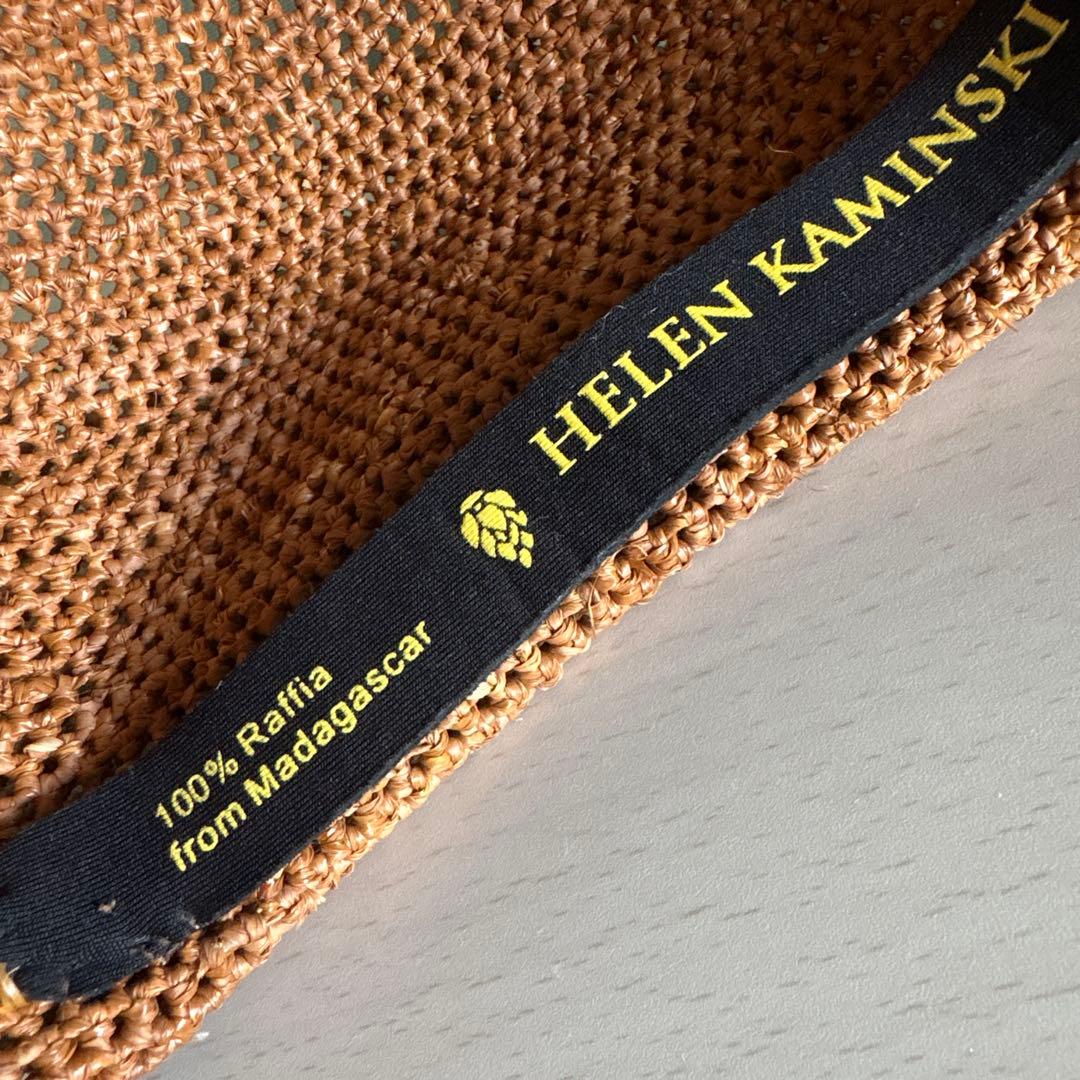 HELEN KAMINSKI
100% Raffia
from Madagascar